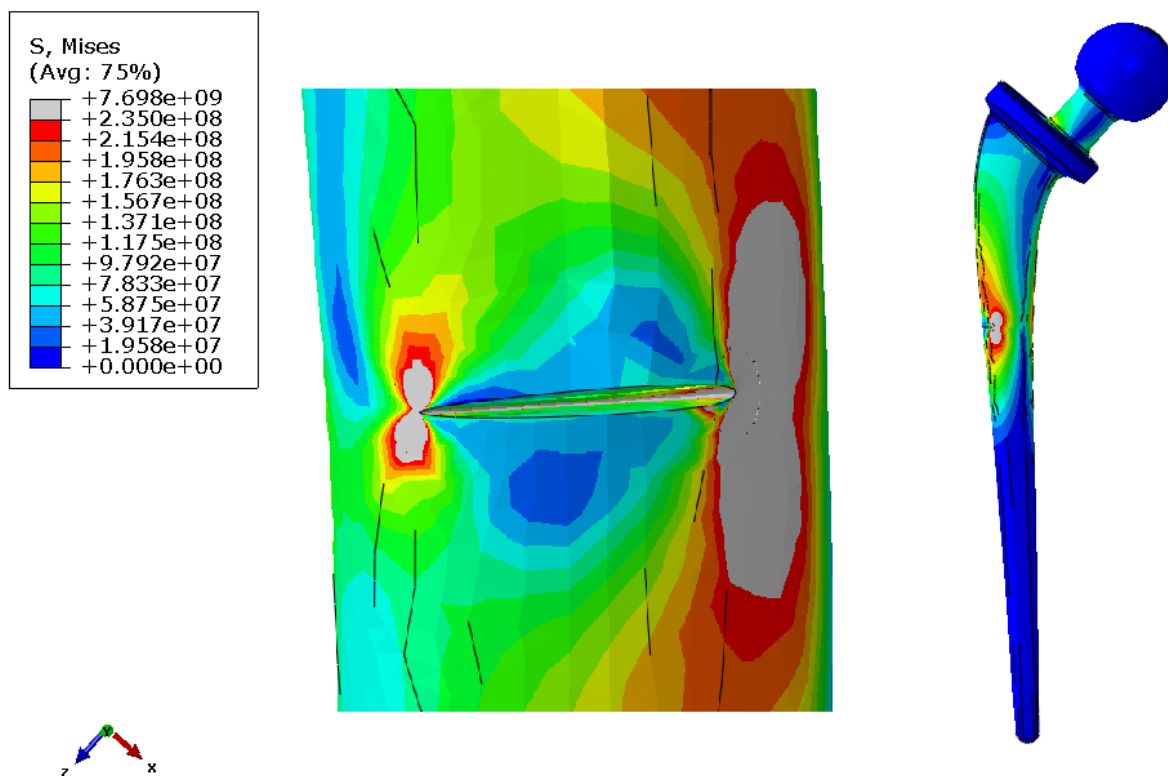 S, Mises
(Avg: 75%)
+7.698e+09
+2.350e+08
+2.154e+08
+1.958e+08
+1.763e+08
+1.567e+08
+1.371e+08
+1.175e+08
+9.792e+07
+7.833e+07
+5.875e+07
+3.917e+07
+1.958e+07
+0.000e+00
Y
Z
X